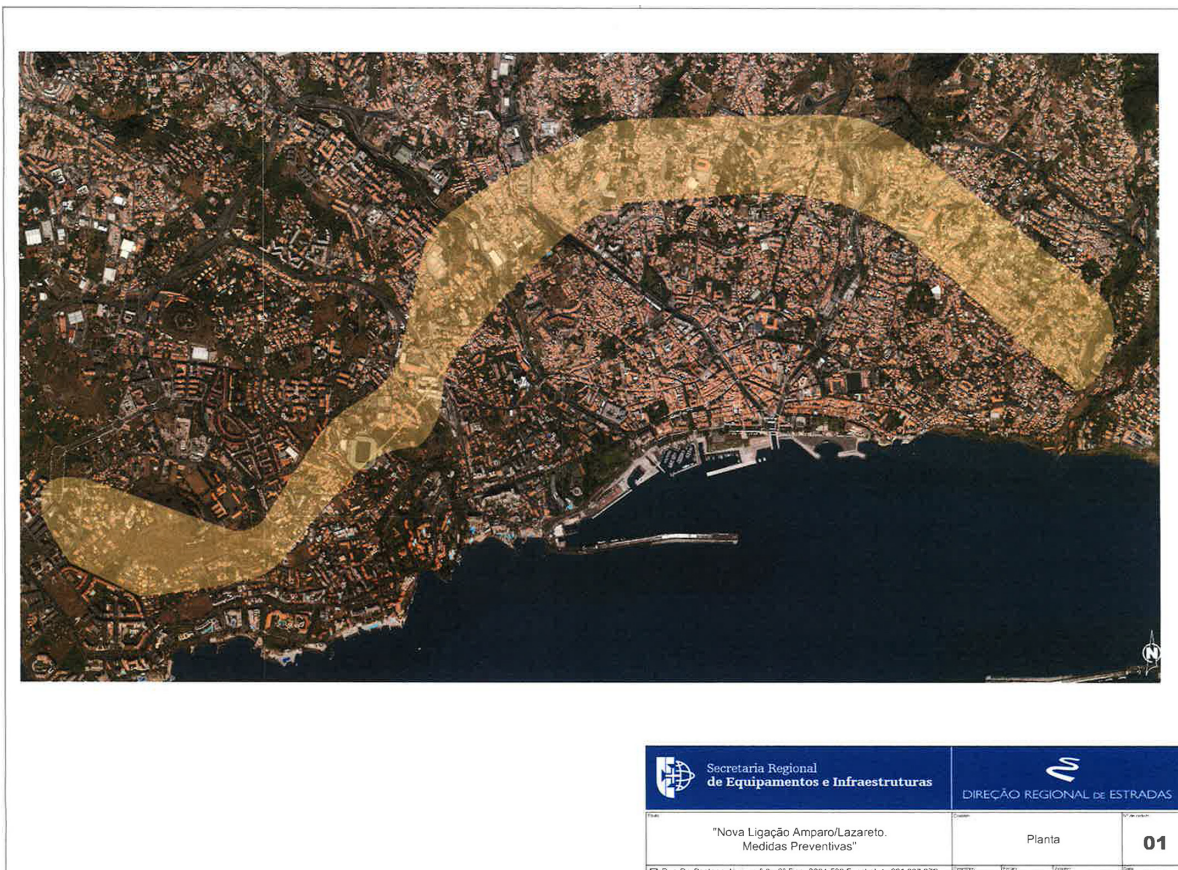 N
Secretaria Regional
de Equipamentos e Infraestruturas
DIREÇÃO REGIONAL DE ESTRADAS
"Nova Ligação Amparo/Lazareto.
Medidas Preventivas"
Planta
01